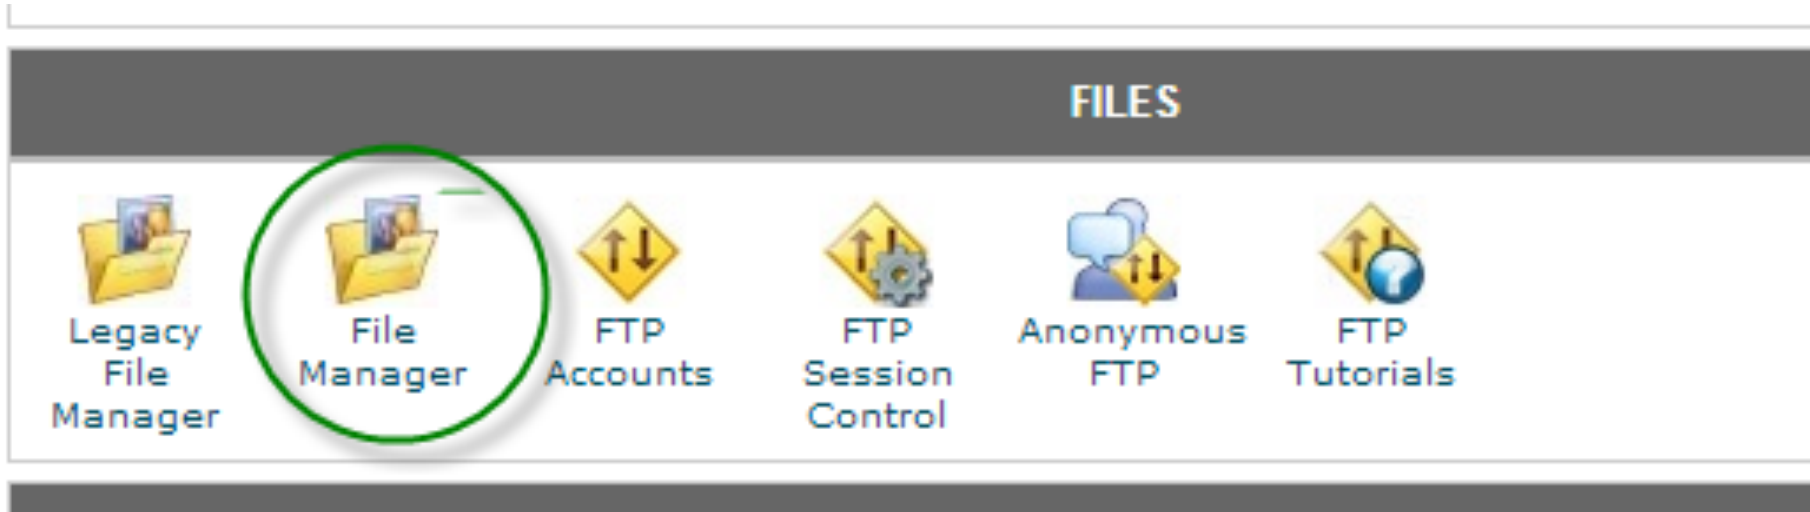 FILES
Legacy
File
Manager
File
Manager
FTP
Accounts
FTP
Session
Control
Anonymous
FTP
FTP
Tutorials